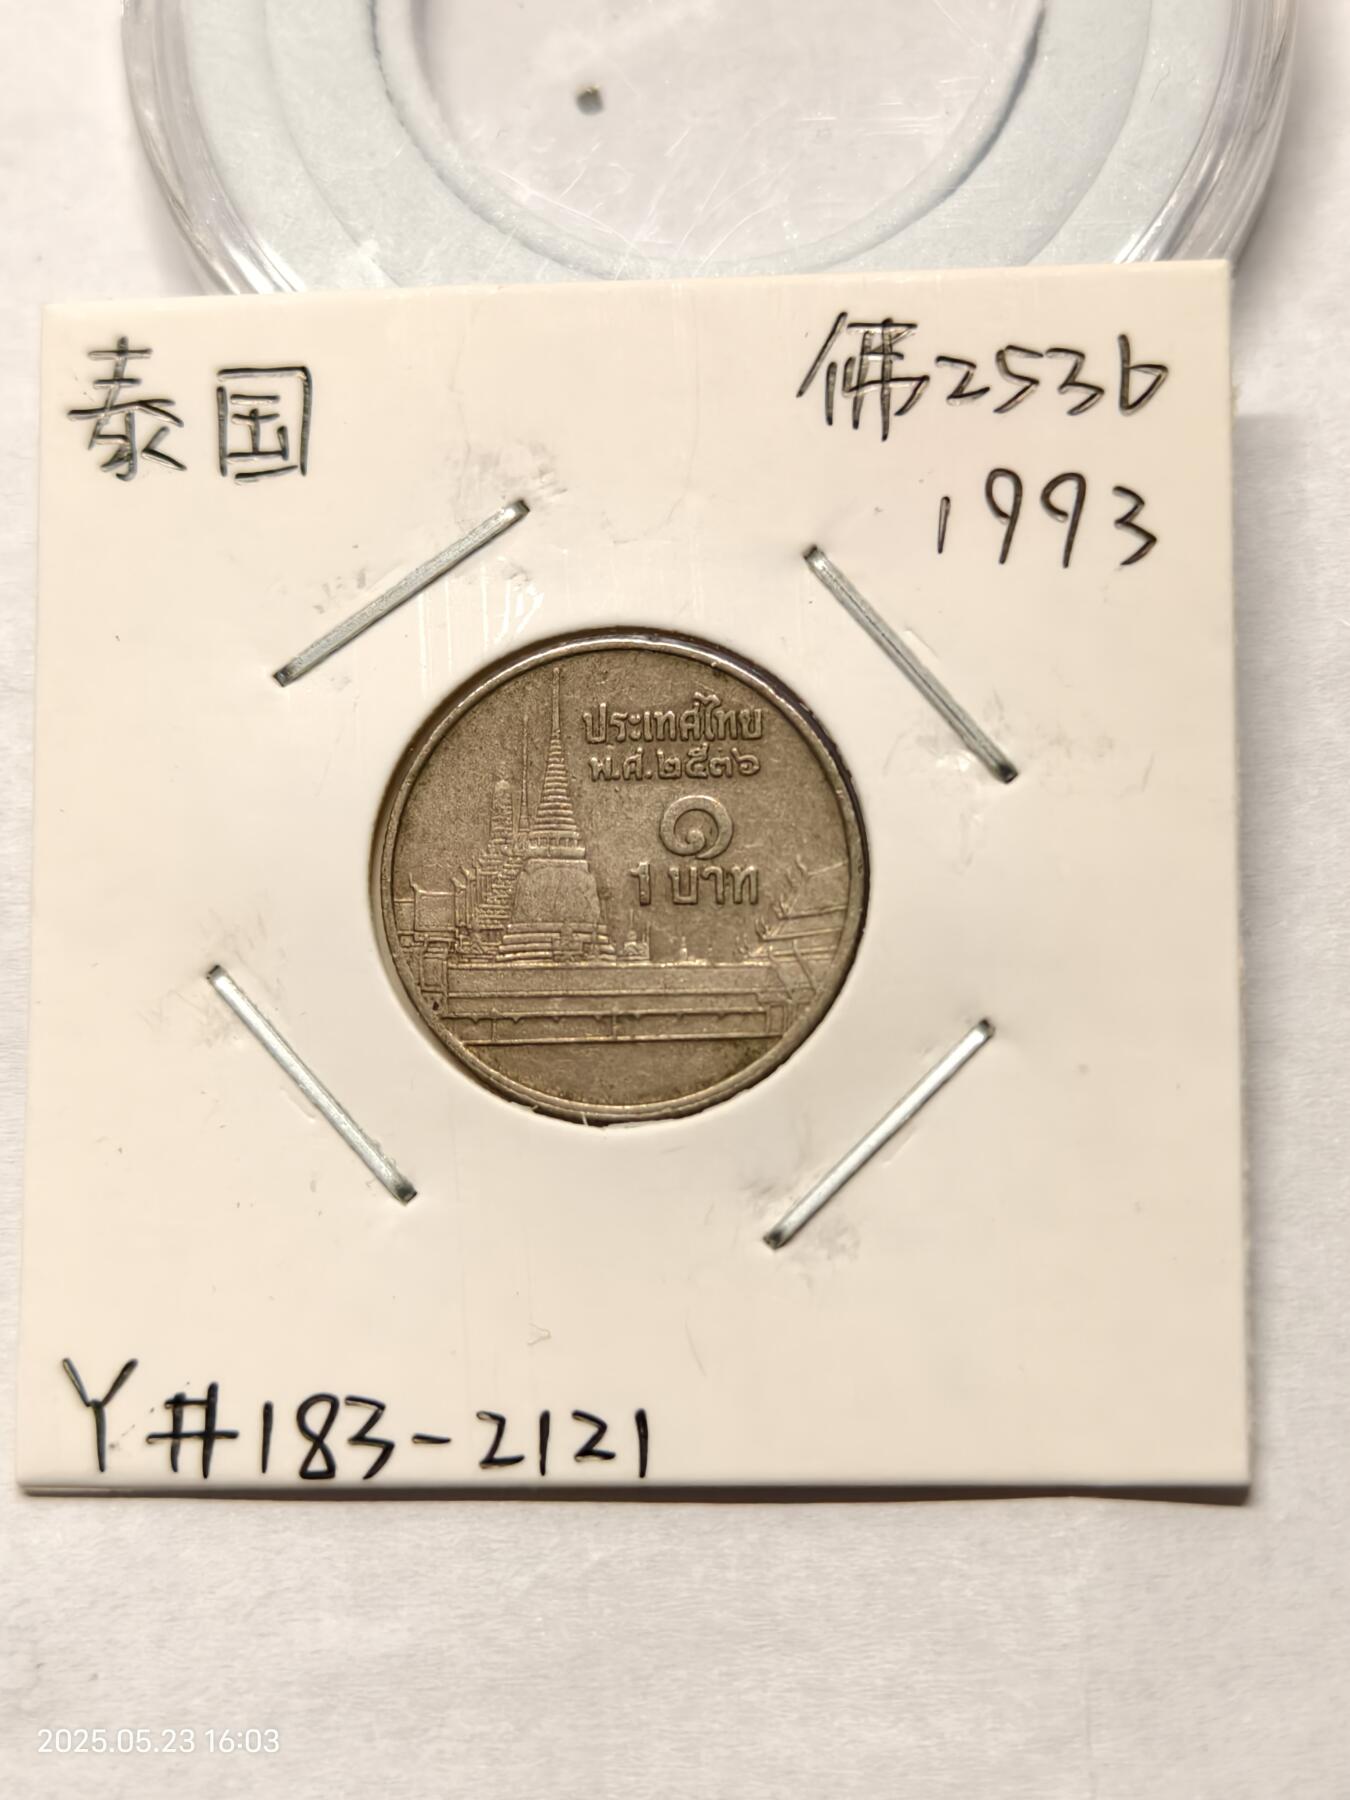 泰国
佛2536
1993
ประเทศไทย
พ.ศ.๒๕๓๖
๑
1 บาท
Y#183-2121
2025.05.23 16:03